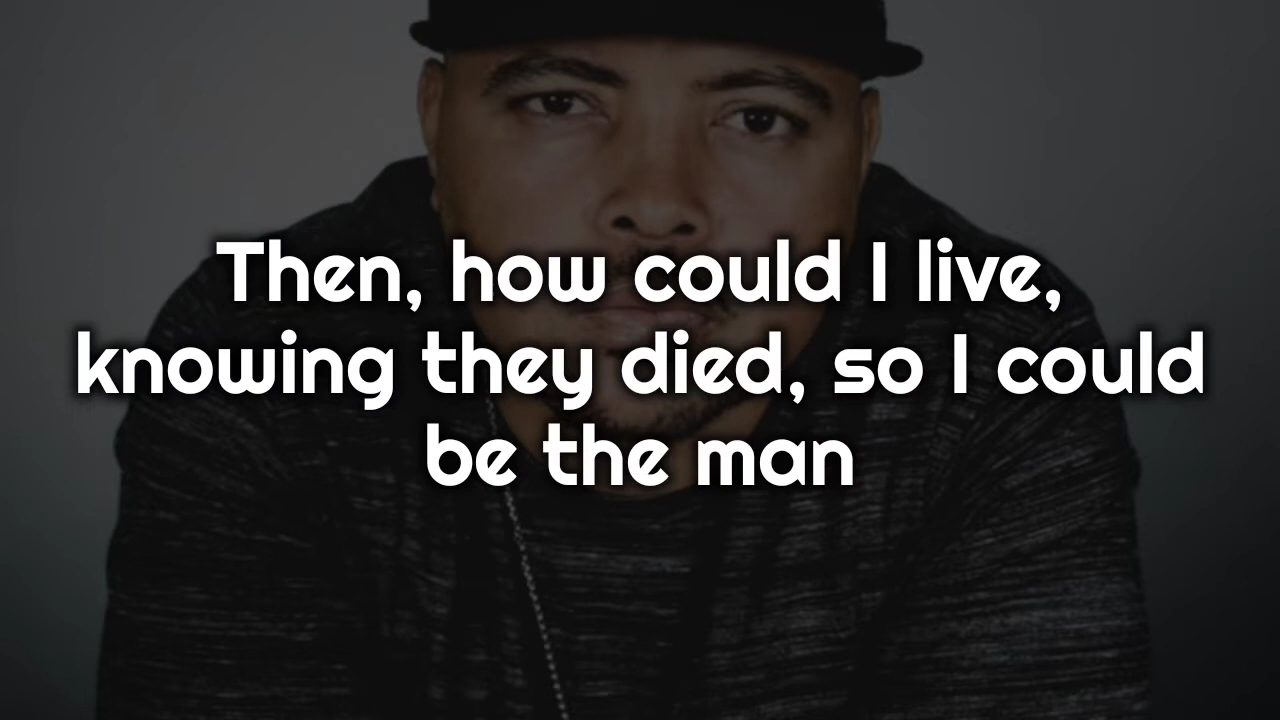 Then, how could I live,
knowing they died, so I could
be the man